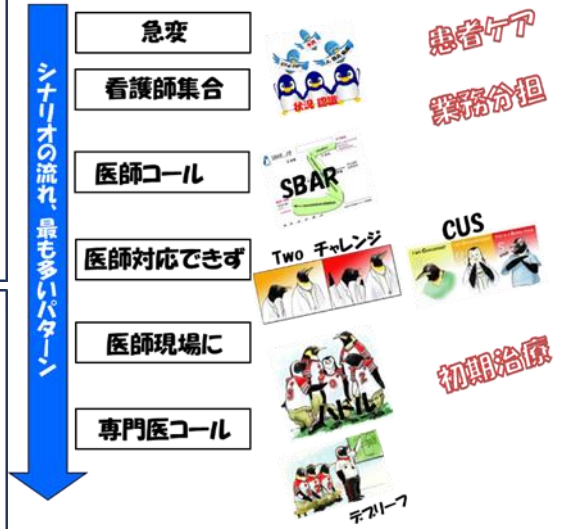 シナリオの流れ、最も多いパターン
急変
患者ケア
看護師集合
状況 認識
業務分担
医師コール
SBAR
医師対応できず
Two チャレンジ
CUS
医師現場に
ハドル
初期治療
専門医コール
デブリーフ